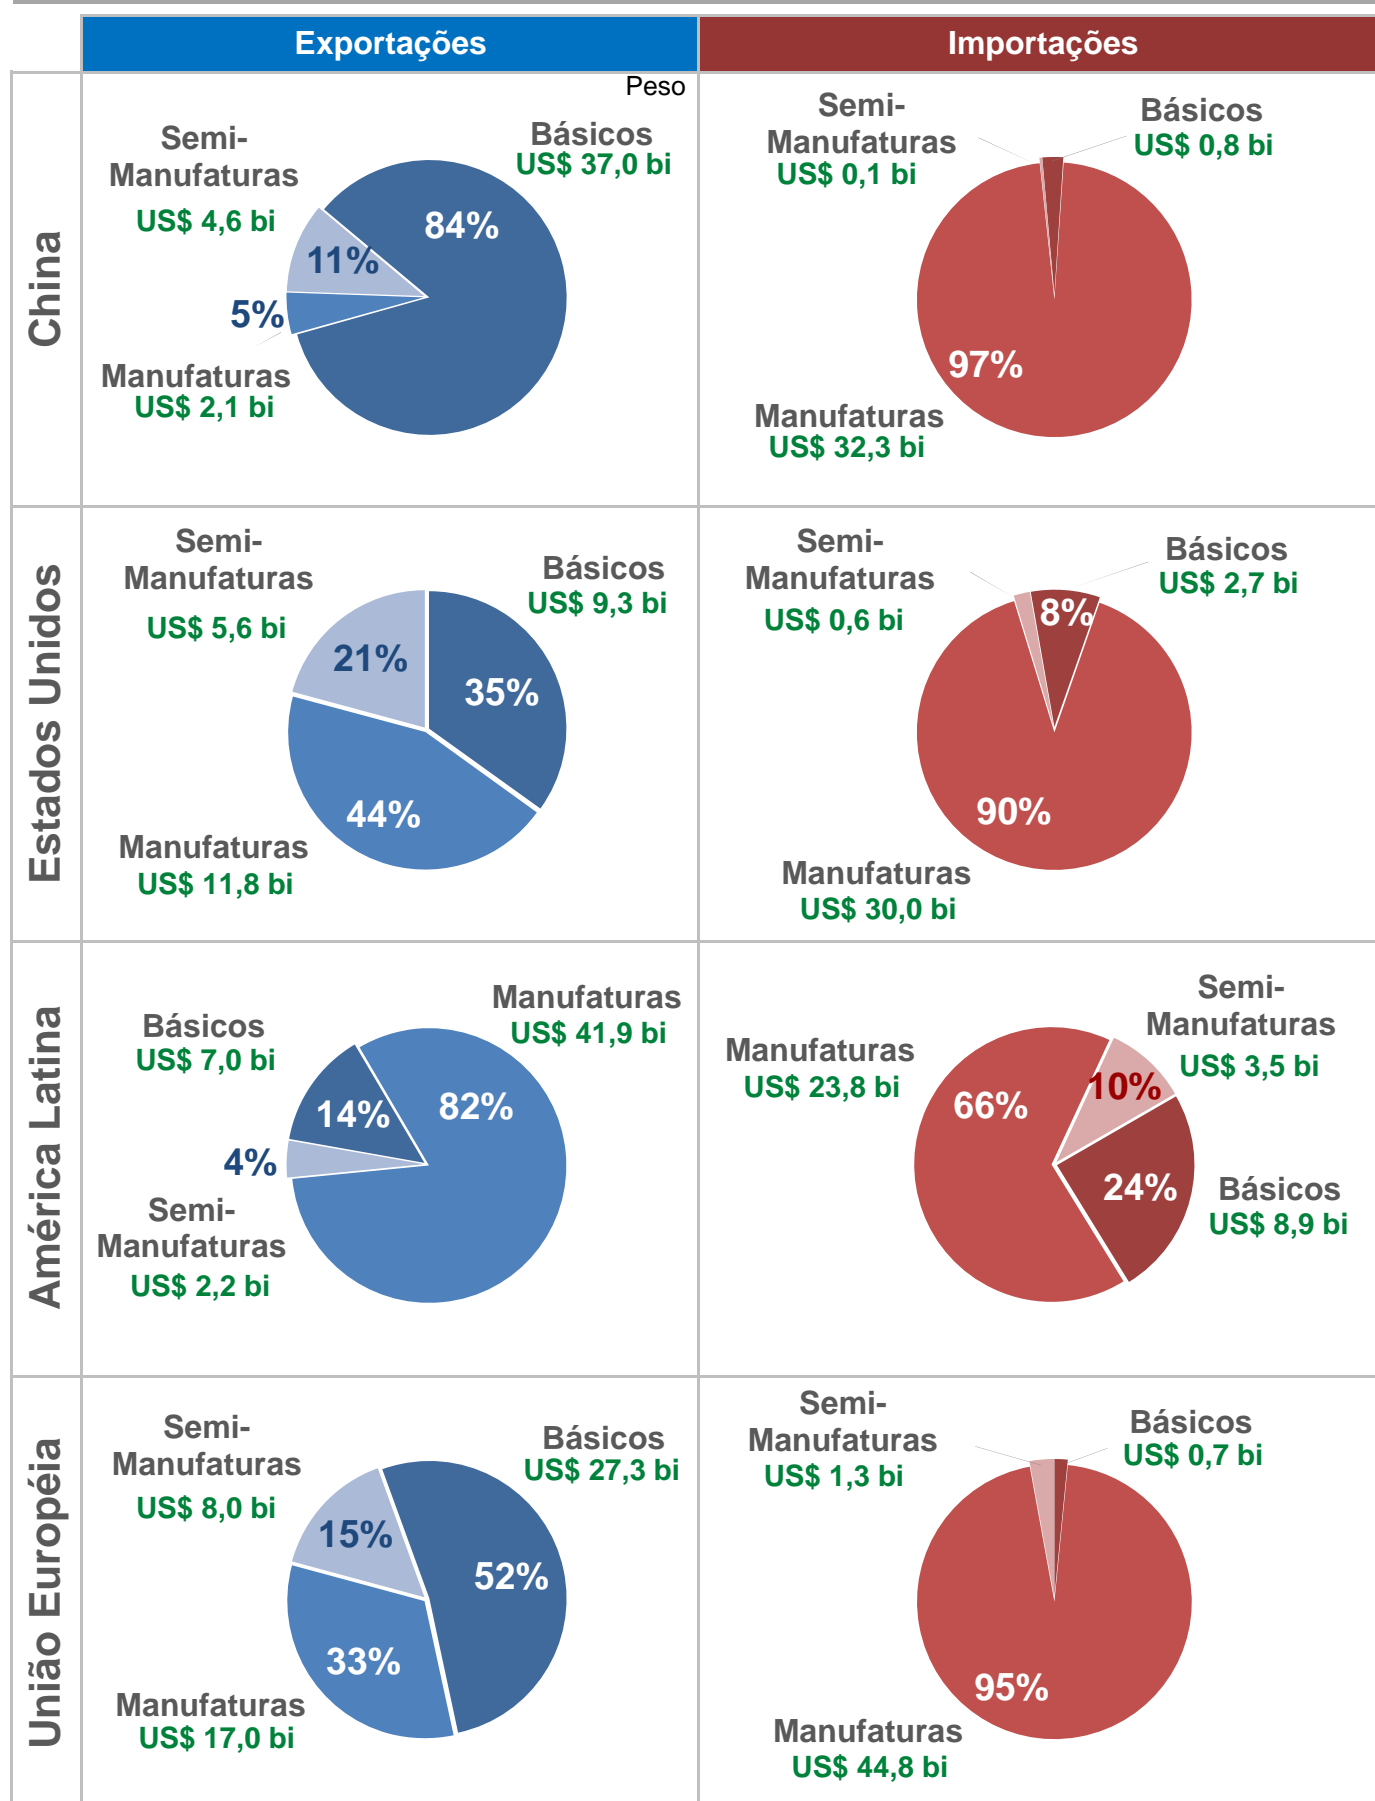 Exportações
Importações
China
Peso
Semi-
Manufaturas
US$ 4,6 bi
Básicos
US$ 37,0 bi
84%
11%
5%
Manufaturas
US$ 2,1 bi
Semi-
Manufaturas
US$ 0,1 bi
Básicos
US$ 0,8 bi
97%
Manufaturas
US$ 32,3 bi
Estados Unidos
Semi-
Manufaturas
US$ 5,6 bi
Básicos
US$ 9,3 bi
21%
35%
44%
Manufaturas
US$ 11,8 bi
Semi-
Manufaturas
US$ 0,6 bi
Básicos
US$ 2,7 bi
8%
90%
Manufaturas
US$ 30,0 bi
América Latina
Manufaturas
US$ 41,9 bi
Básicos
US$ 7,0 bi
14%
82%
4%
Semi-
Manufaturas
US$ 2,2 bi
Semi-
Manufaturas
US$ 3,5 bi
Manufaturas
US$ 23,8 bi
66%
10%
24%
Básicos
US$ 8,9 bi
União Européia
Semi-
Manufaturas
US$ 8,0 bi
Básicos
US$ 27,3 bi
15%
52%
33%
Manufaturas
US$ 17,0 bi
Semi-
Manufaturas
US$ 1,3 bi
Básicos
US$ 0,7 bi
95%
Manufaturas
US$ 44,8 bi